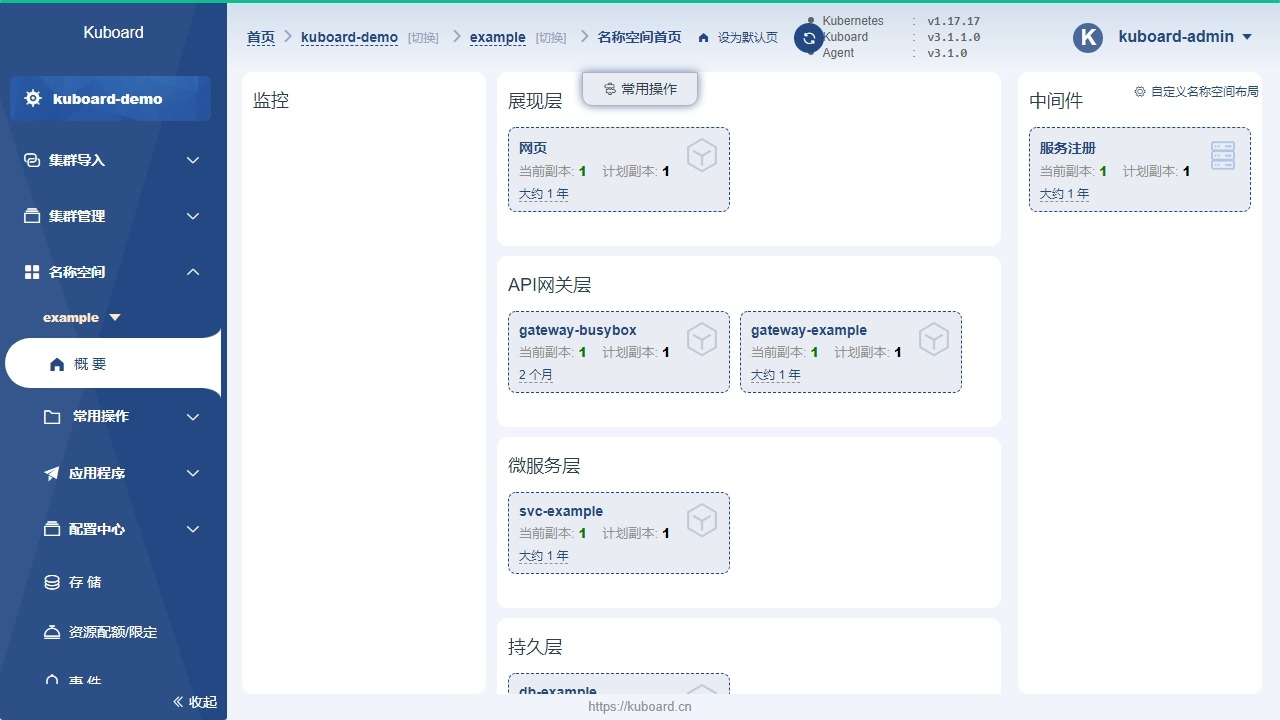 Kuboard
kuboard-demo
集群导入
集群管理
名称空间
example
概 要
常用操作
应用程序
配置中心
存 储
资源配额/限定
事 件
收起
首页
kuboard-demo [切换]
example [切换]
名称空间首页
设为默认页
Kubernetes : v1.17.17
Kuboard : v3.1.1.0
Agent : v3.1.0
K
kuboard-admin
常用操作
监控
展现层
网页
当前副本: 1 计划副本: 1
大约 1 年
API网关层
gateway-busybox
当前副本: 1 计划副本: 1
2 个月
gateway-example
当前副本: 1 计划副本: 1
大约 1 年
微服务层
svc-example
当前副本: 1 计划副本: 1
大约 1 年
持久层
db-example
中间件
自定义名称空间布局
服务注册
当前副本: 1 计划副本: 1
大约 1 年
https://kuboard.cn